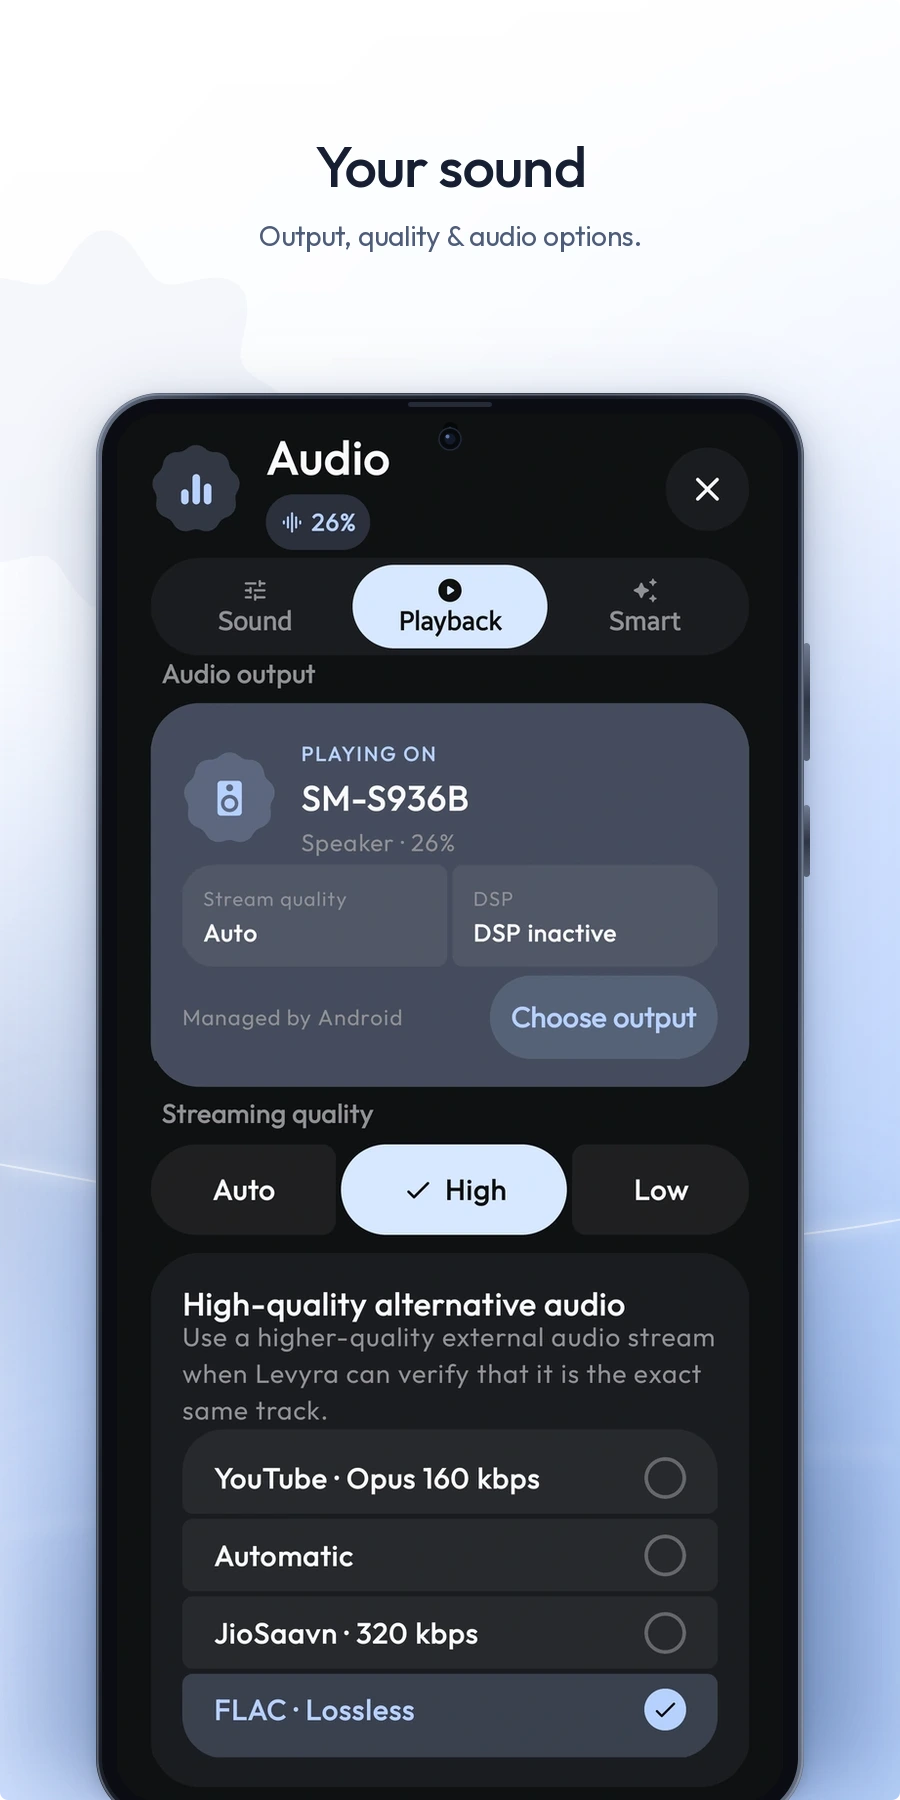 Your sound
Output, quality & audio options.
Audio
26%
Sound
Playback
Smart
Audio output
PLAYING ON
SM-S936B
Speaker · 26%
Stream quality
Auto
DSP
DSP inactive
Managed by Android
Choose output
Streaming quality
Auto
High
Low
High-quality alternative audio
Use a higher-quality external audio stream
when Levyra can verify that it is the exact
same track.
YouTube · Opus 160 kbps
Automatic
JioSaavn · 320 kbps
FLAC · Lossless